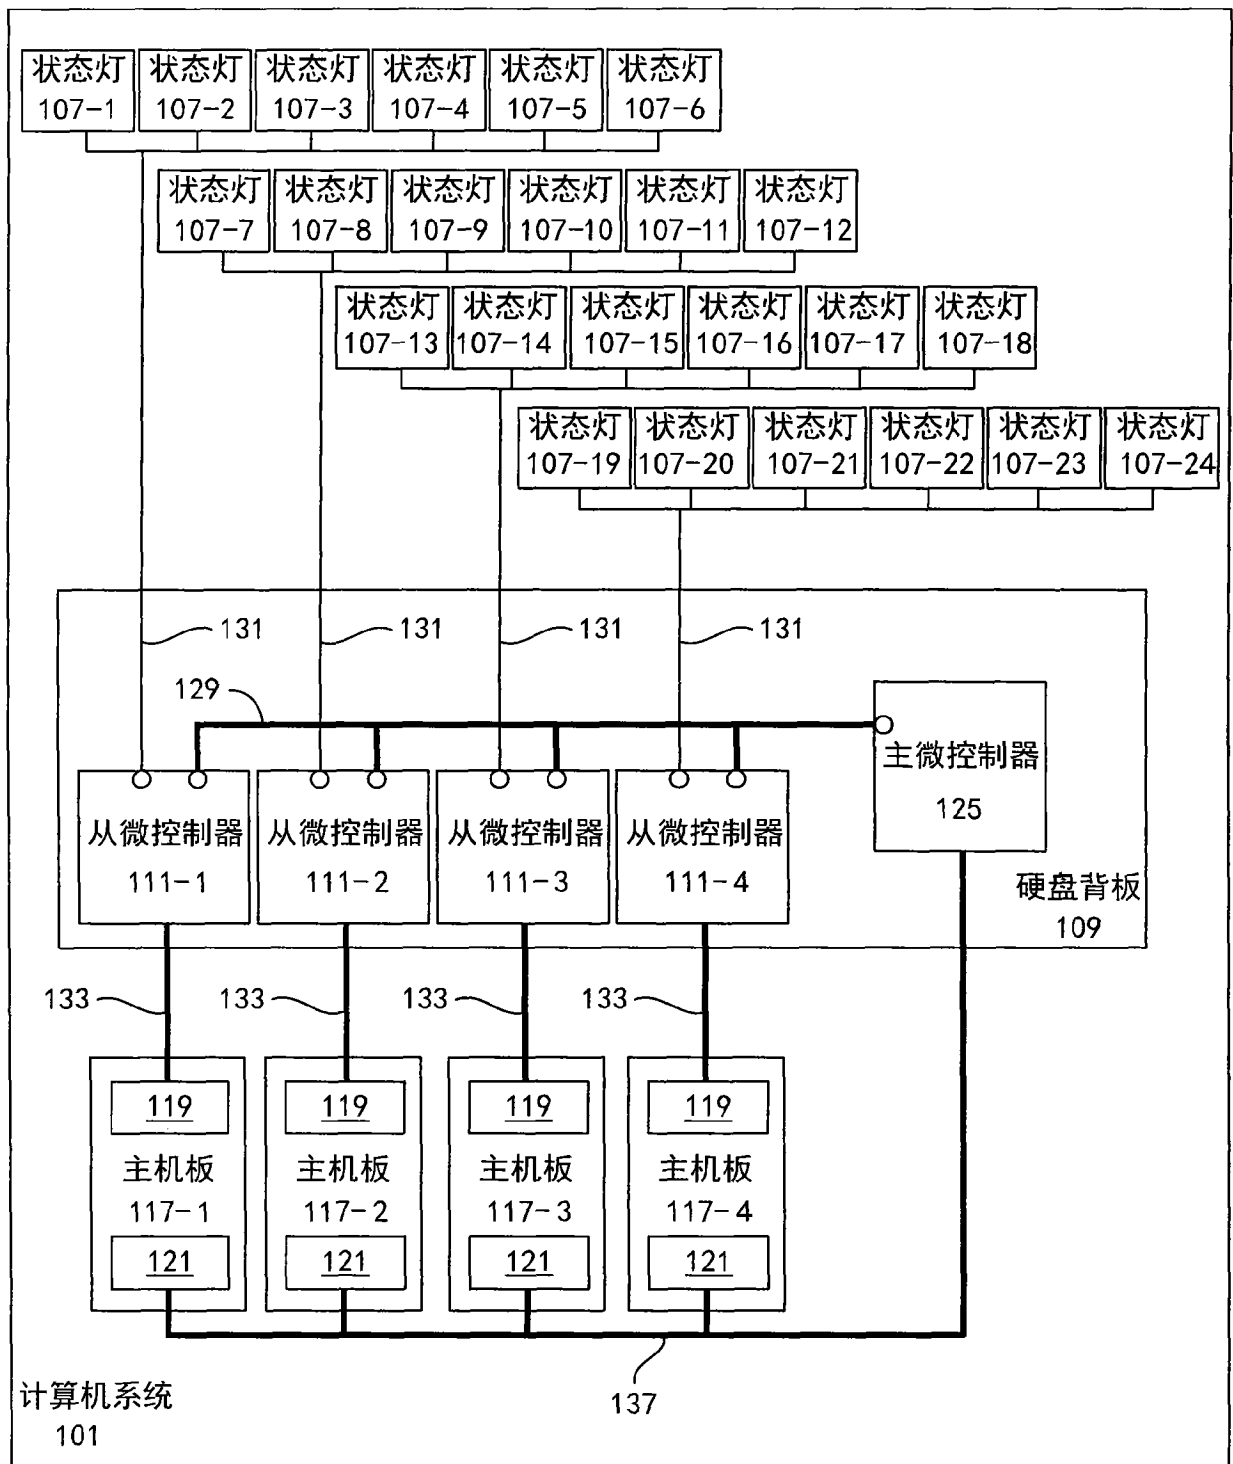 状态灯 状态灯 状态灯 状态灯 状态灯 状态灯
107-1 107-2 107-3 107-4 107-5 107-6
状态灯 状态灯 状态灯 状态灯 状态灯 状态灯
107-7 107-8 107-9 107-10 107-11 107-12
状态灯 状态灯 状态灯 状态灯 状态灯 状态灯
107-13 107-14 107-15 107-16 107-17 107-18
状态灯 状态灯 状态灯 状态灯 状态灯 状态灯
107-19 107-20 107-21 107-22 107-23 107-24
131 131 131 131
129
主微控制器
125
从微控制器 从微控制器 从微控制器 从微控制器
111-1 111-2 111-3 111-4
硬盘背板
109
133 133 133 133
119 119 119 119
主机板 主机板 主机板 主机板
117-1 117-2 117-3 117-4
121 121 121 121
137
计算机系统
101